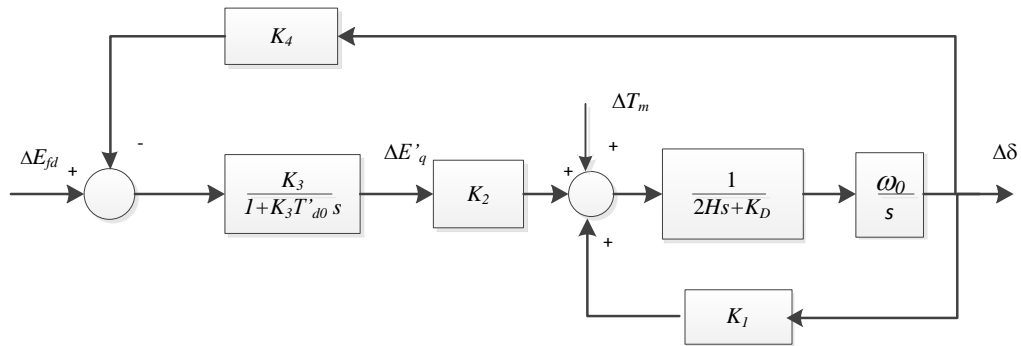 K4
ΔTm
ΔEfd
+
-
K3
1+K3T'd0 s
ΔE'q
K2
+
+
+
1
2Hs+KD
ω0
s
Δδ
K1